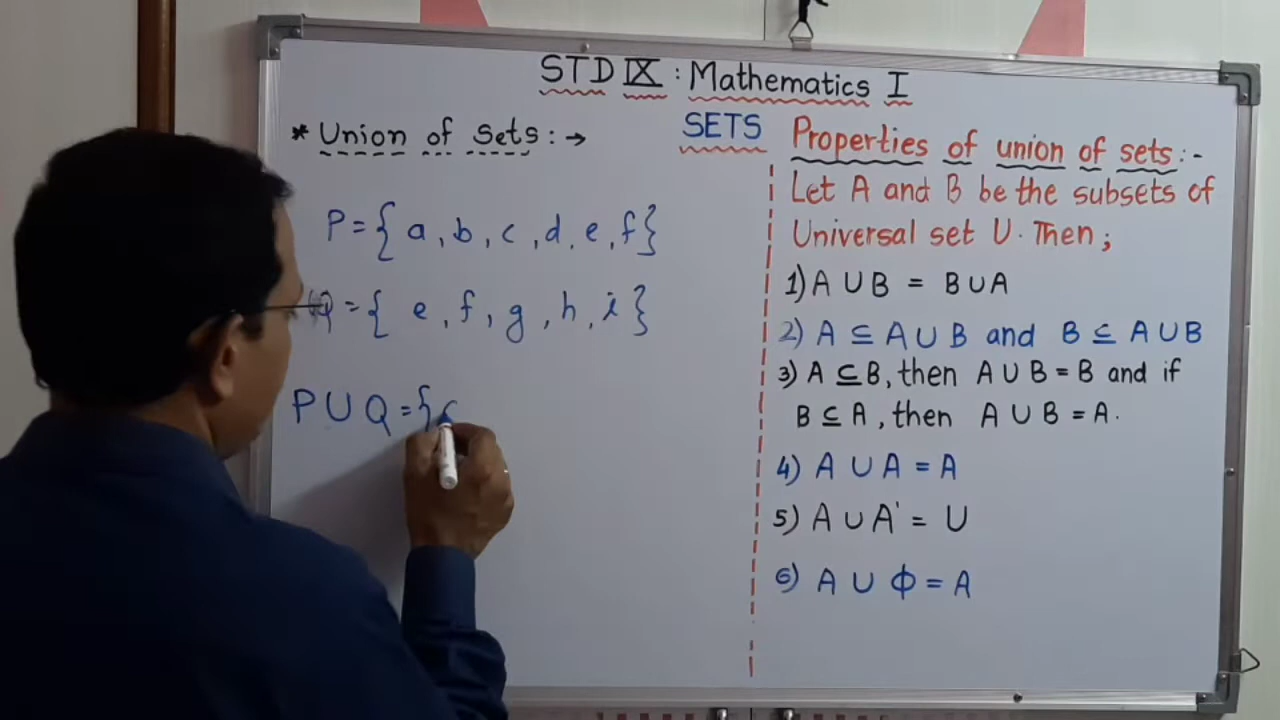 STD IX : Mathematics I
SETS
* Union of Sets : →
P = { a, b, c, d, e, f }
Q = { e, f, g, h, i }
P ∪ Q = {
Properties of union of sets :-
Let A and B be the subsets of
Universal set U. Then ;
1) A ∪ B = B ∪ A
2) A ⊆ A ∪ B and B ⊆ A ∪ B
3) A ⊆ B, then A ∪ B = B and if
B ⊆ A, then A ∪ B = A.
4) A ∪ A = A
5) A ∪ A' = U
6) A ∪ Φ = A